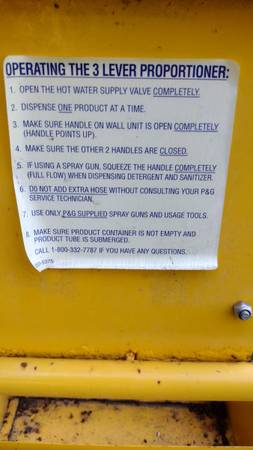 OPERATING THE 3 LEVER PROPORTIONER:
1. OPEN THE HOT WATER SUPPLY VALVE COMPLETELY.
2. DISPENSE ONE PRODUCT AT A TIME.
3. MAKE SURE HANDLE ON WALL UNIT IS OPEN COMPLETELY
(HANDLE POINTS UP).
4. MAKE SURE THE OTHER 2 HANDLES ARE CLOSED.
5. IF USING A SPRAY GUN, SQUEEZE THE HANDLE COMPLETELY
(FULL FLOW) WHEN DISPENSING DETERGENT AND SANITIZER.
6. DO NOT ADD EXTRA HOSE WITHOUT CONSULTING YOUR P&G
SERVICE TECHNICIAN.
7. USE ONLY P&G SUPPLIED SPRAY GUNS AND USAGE TOOLS.
8. MAKE SURE PRODUCT CONTAINER IS NOT EMPTY AND
PRODUCT TUBE IS SUBMERGED.
CALL 1-800-332-7787 IF YOU HAVE ANY QUESTIONS.